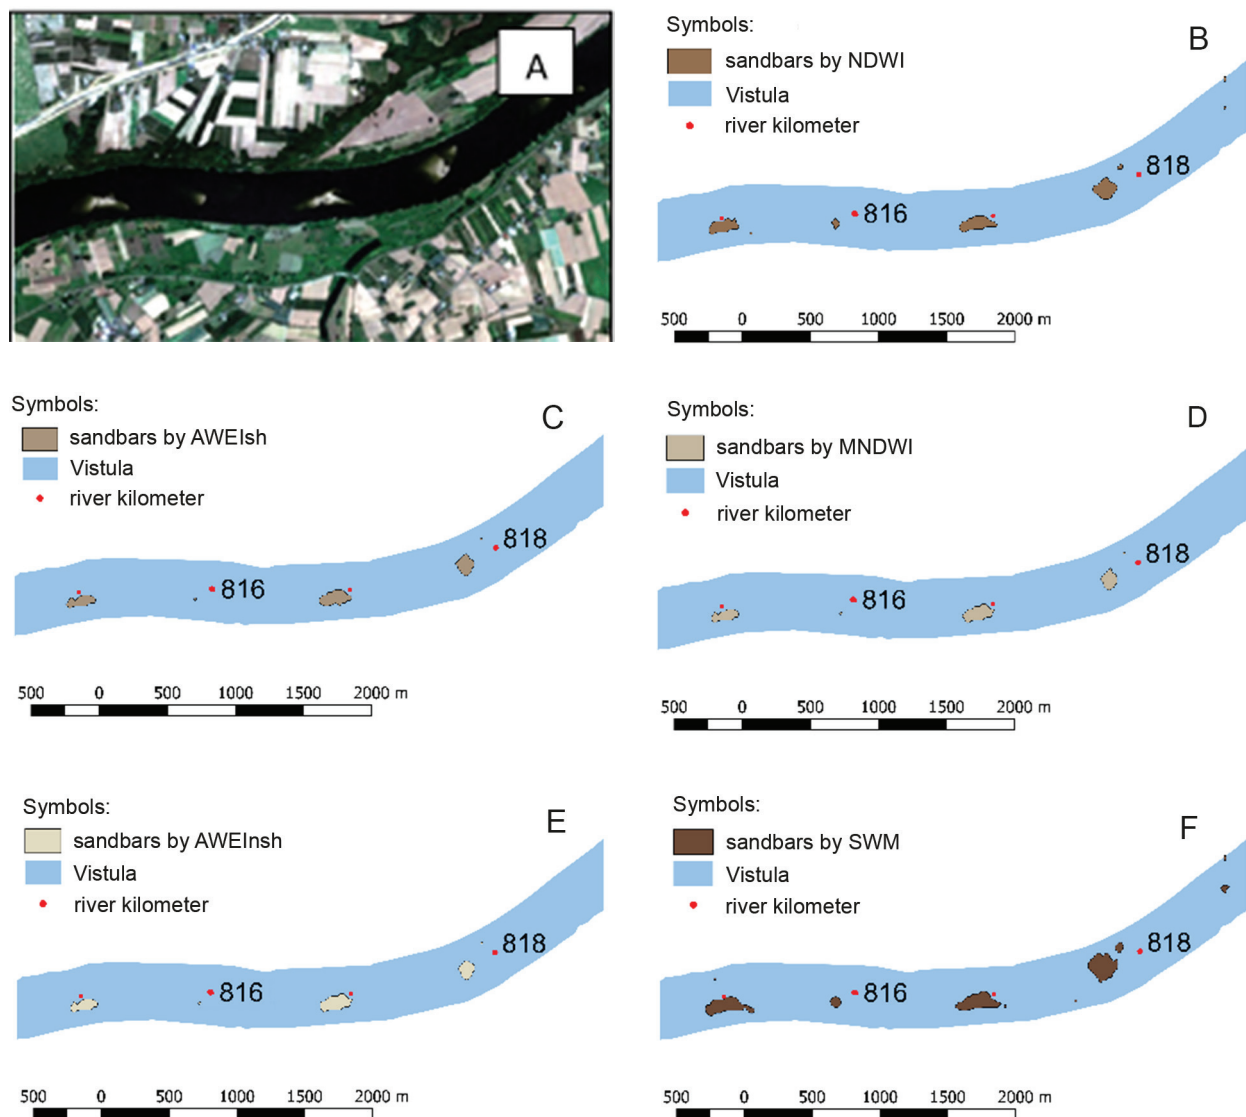 A
Symbols:
B
sandbars by NDWI
Vistula
river kilometer
818
816
500 0 500 1000 1500 2000 m
Symbols:
C
sandbars by AWEIsh
Vistula
river kilometer
818
816
500 0 500 1000 1500 2000 m
Symbols:
D
sandbars by MNDWI
Vistula
river kilometer
818
816
500 0 500 1000 1500 2000 m
Symbols:
E
sandbars by AWEInsh
Vistula
river kilometer
818
816
500 0 500 1000 1500 2000 m
Symbols:
F
sandbars by SWM
Vistula
river kilometer
818
816
500 0 500 1000 1500 2000 m